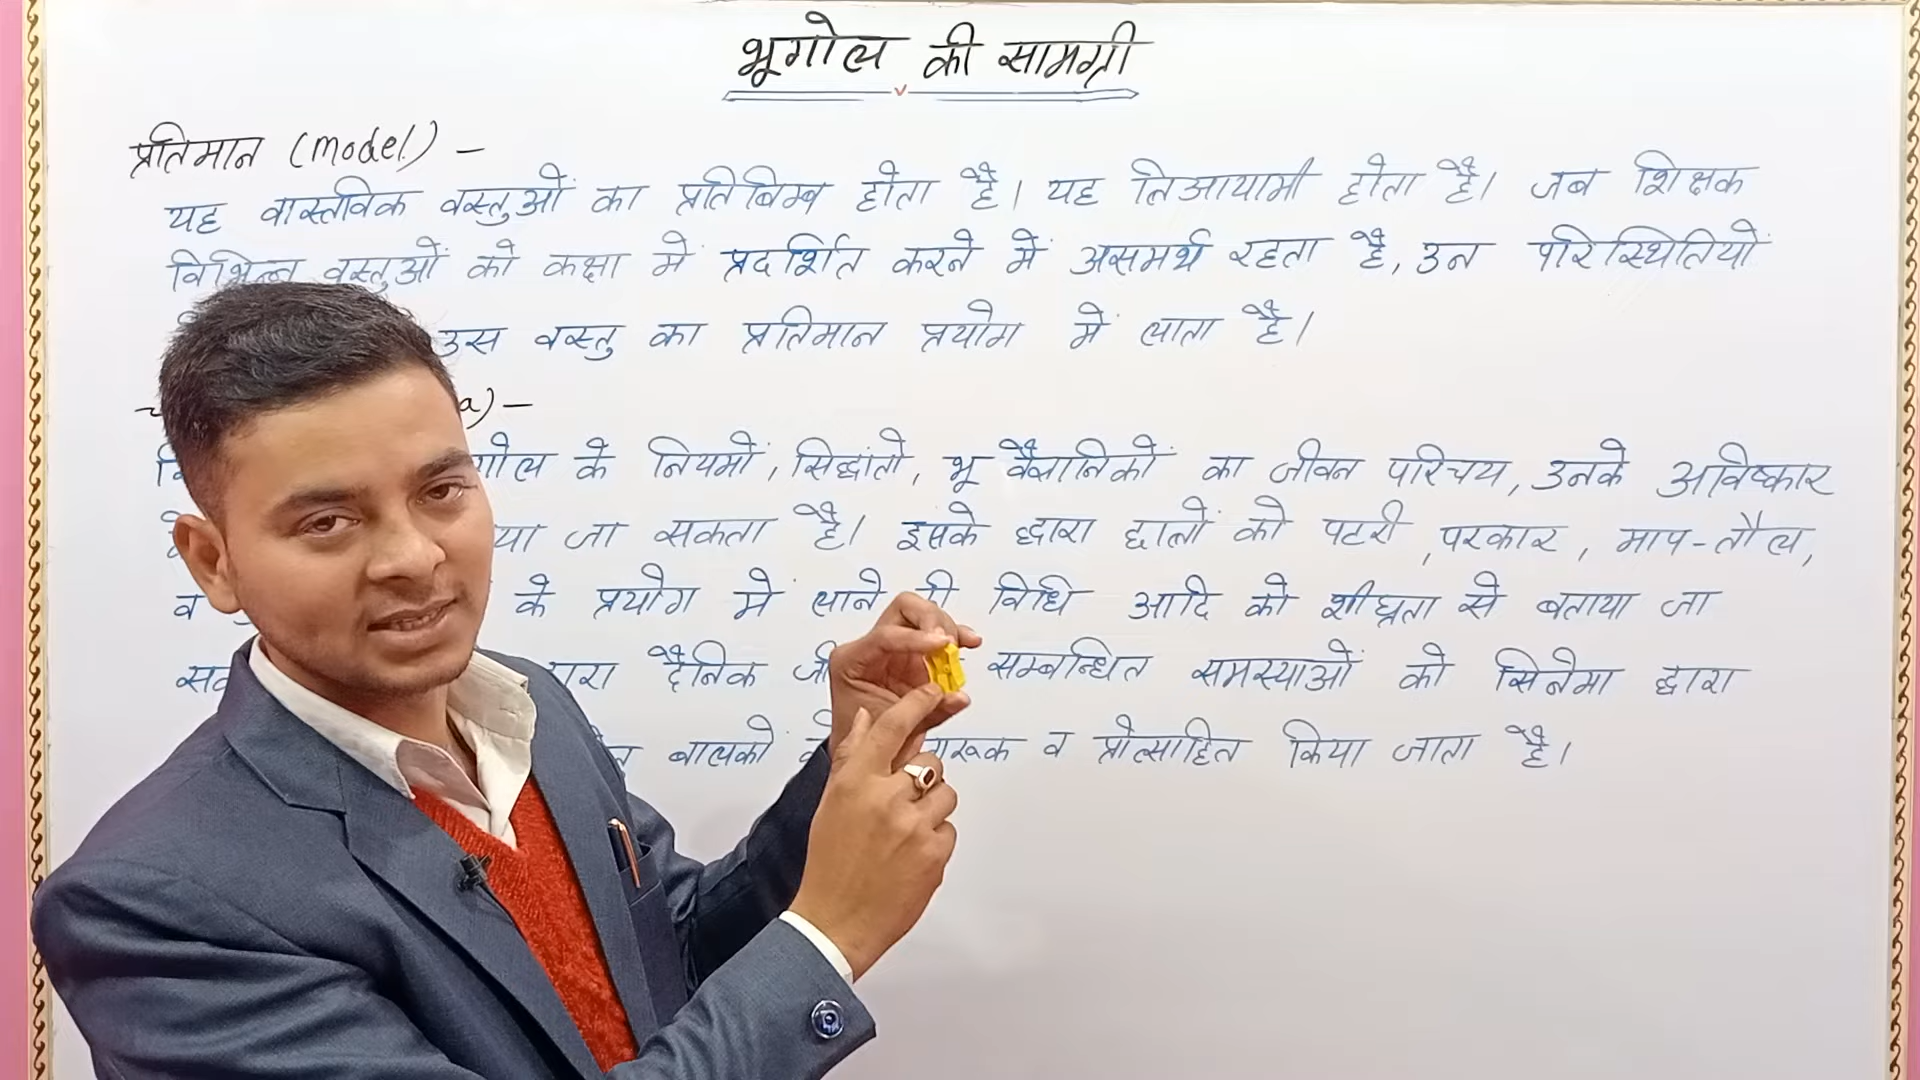 भूगोल की सामग्री
प्रतिमान (model) -
यह वास्तविक वस्तुओं का प्रतिबिम्ब होता है। यह त्रिआयामी होता है। जब शिक्षक
विभिन्न वस्तुओं को कक्षा में प्रदर्शित करने में असमर्थ रहता है, उन परिस्थितियों
उस वस्तु का प्रतिमान प्रयोग में लाता है।
a) -
के नियमों, सिद्धांतो, भू वैज्ञानिकों का जीवन परिचय, उनके अविष्कार
जा सकता है। इसके द्वारा छात्रों को पटरी, परकार, माप-तौल,
व के प्रयोग में लाने की विधि आदि को शीघ्रता से बताया जा
दैनिक सम्बन्धित समस्याओं को सिनेमा द्वारा
बालकों व प्रोत्साहित किया जाता है।